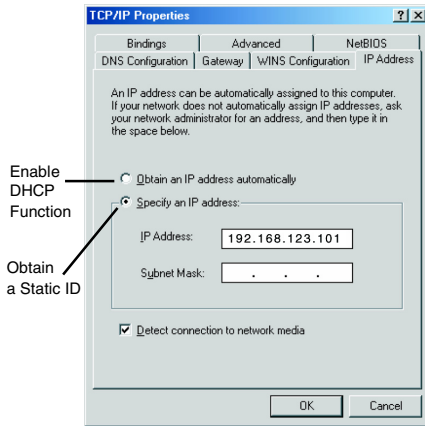 TCP/IP Properties
? ×
Bindings
Advanced
NetBIOS
DNS Configuration
Gateway
WINS Configuration
IP Address
An IP address can be automatically assigned to this computer.
If your network does not automatically assign IP addresses, ask
your network administrator for an address, and then type it in
the space below.
Enable
DHCP
Function
Obtain an IP address automatically
Specify an IP address:
IP Address:
192.168.123.101
Subnet Mask:
. . .
Obtain
a Static ID
Detect connection to network media
OK
Cancel